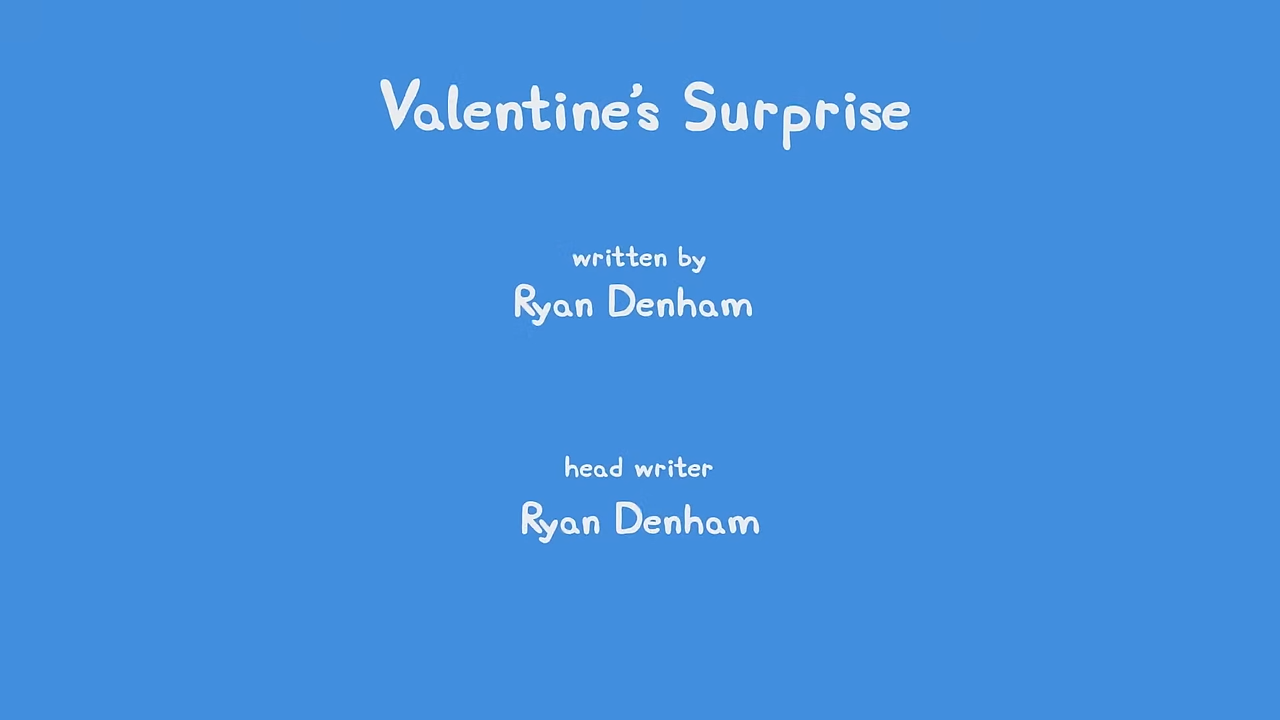 Valentine's Surprise
written by
Ryan Denham
head writer
Ryan Denham